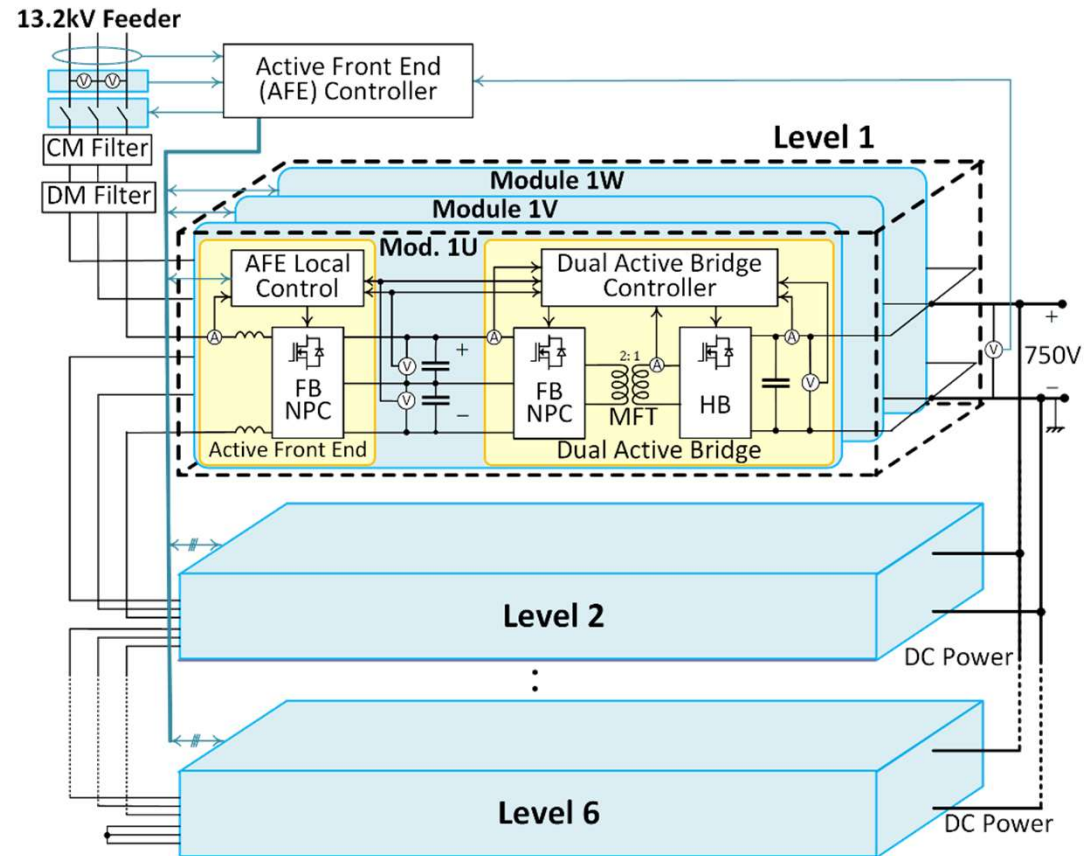 13.2kV Feeder
V V
Active Front End
(AFE) Controller
CM Filter
DM Filter
Level 1
Module 1W
Module 1V
Mod. 1U
AFE Local
Control
Dual Active Bridge
Controller
A
A
A
A
V
V
V
V
+
−
2:1
FB
NPC
FB
NPC
MFT
HB
Active Front End
Dual Active Bridge
+
750V
−
Level 2
DC Power
:
Level 6
DC Power